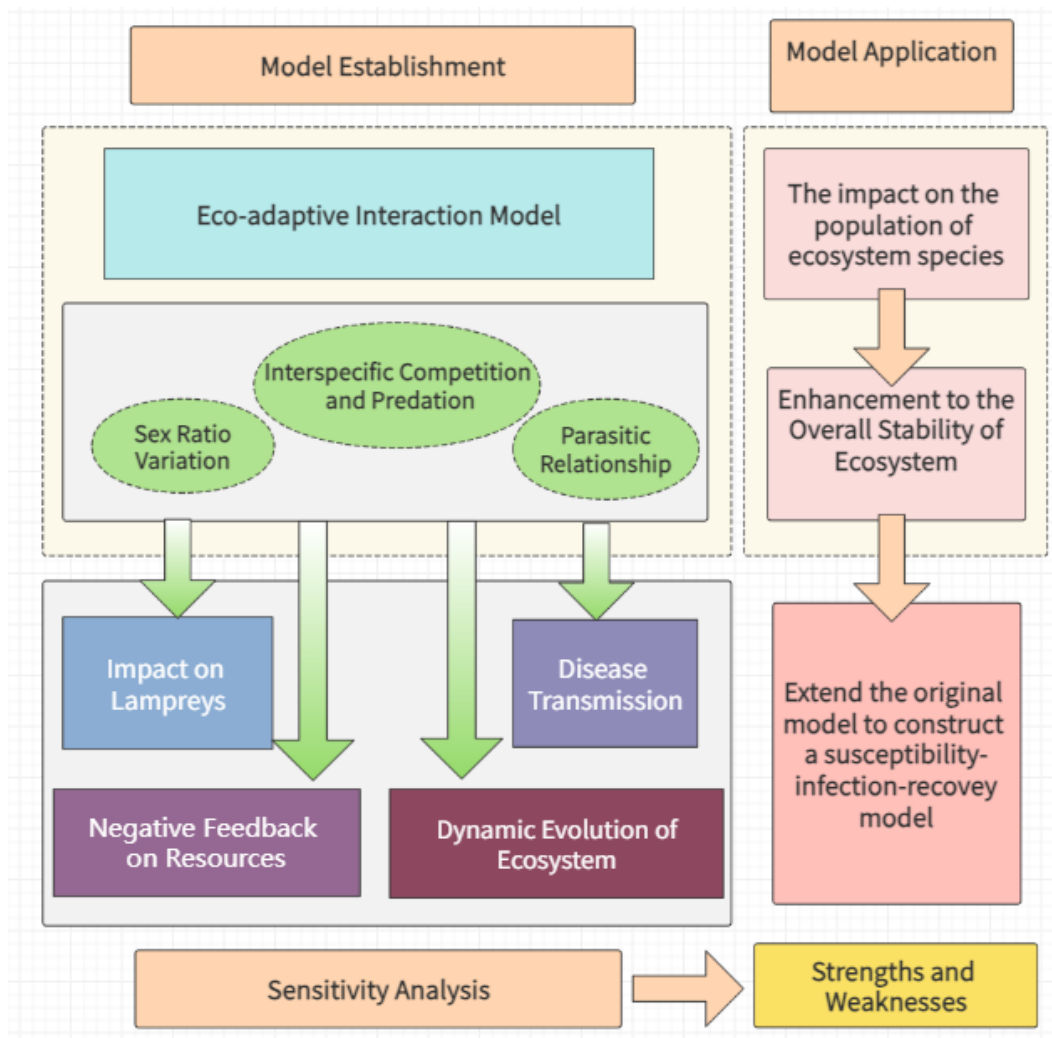 Model Establishment
Model Application
Eco-adaptive Interaction Model
Interspecific Competition
and Predation
Sex Ratio
Variation
Parasitic
Relationship
Impact on
Lampreys
Disease
Transmission
Negative Feedback
on Resources
Dynamic Evolution of
Ecosystem
The impact on the
population of
ecosystem species
Enhancement to the
Overall Stability of
Ecosystem
Extend the original
model to construct
a susceptibility-
infection-recovey
model
Sensitivity Analysis
Strengths and
Weaknesses